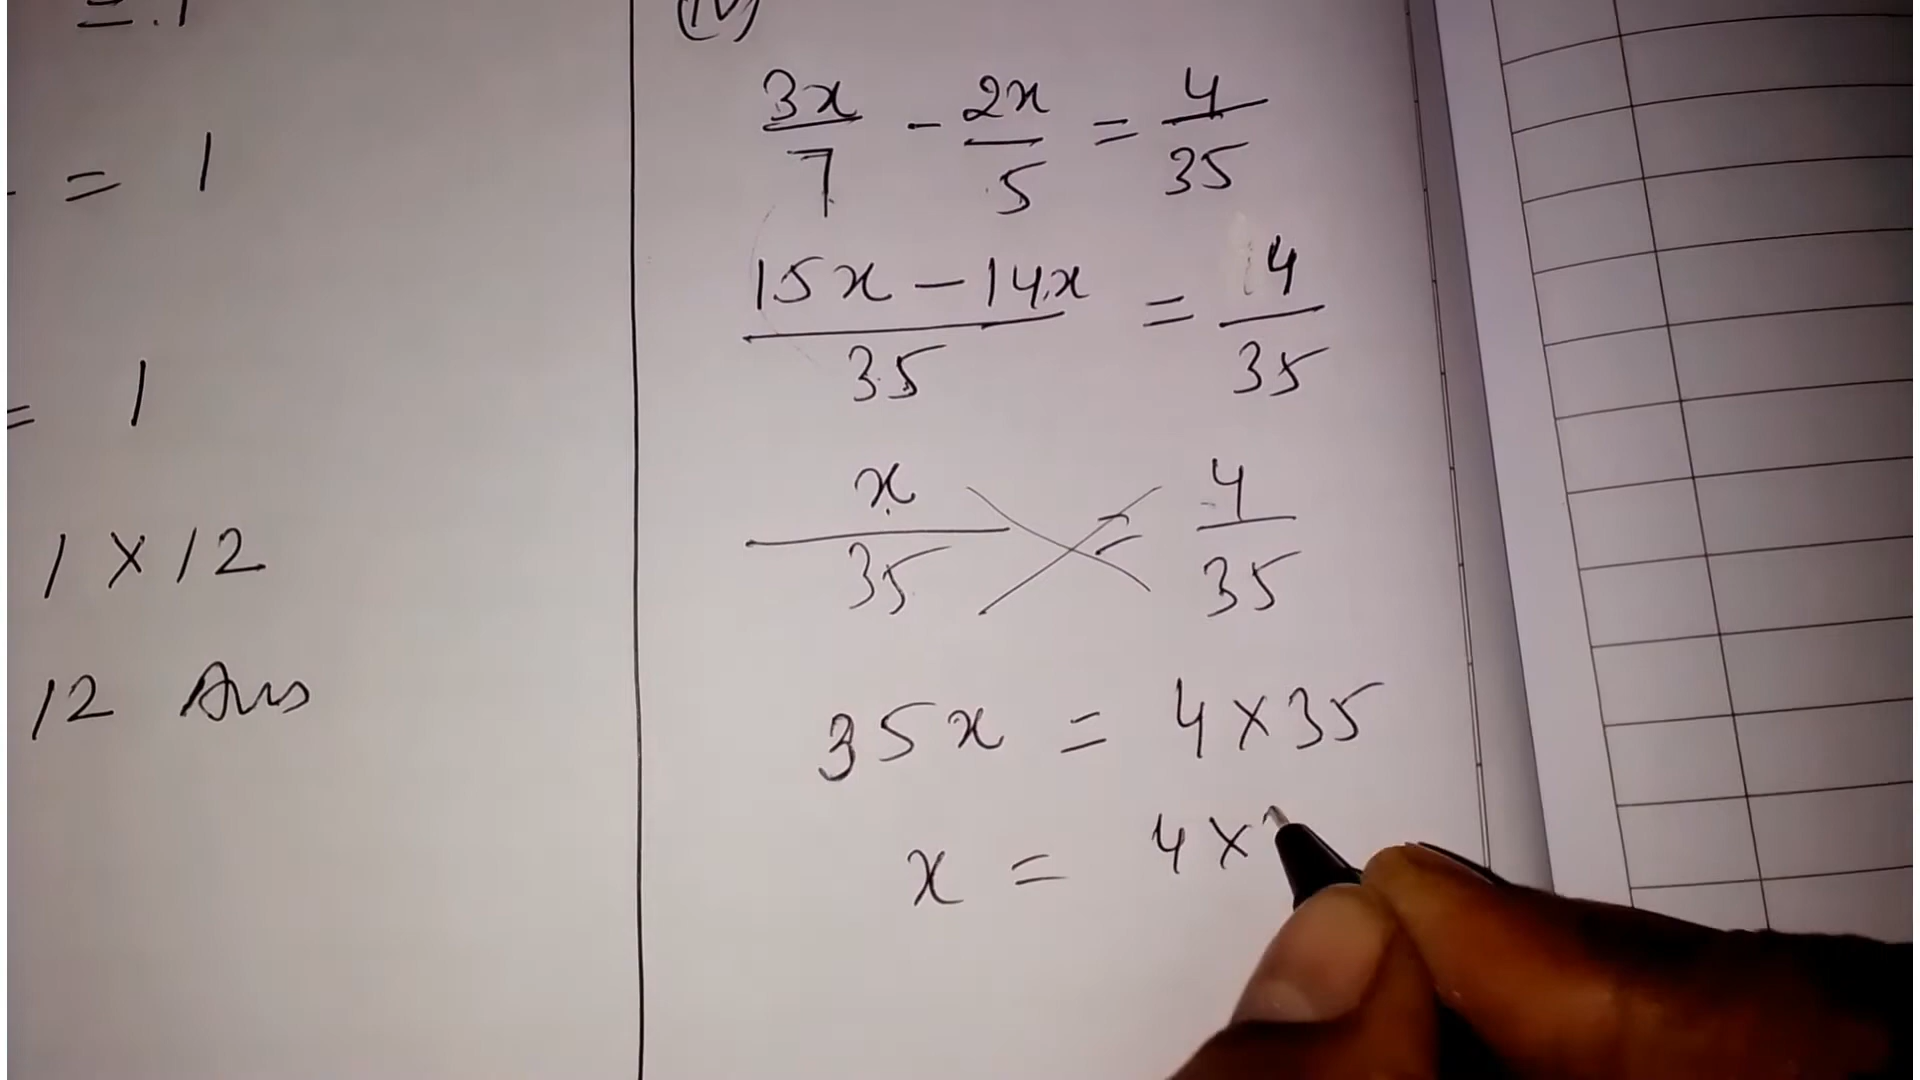 = 1
= 1
1 × 12
12 Ans
(iv)
3x/7 - 2x/5 = 4/35
15x - 14x/35 = 4/35
x/35 = 4/35
35x = 4 × 35
x = 4 ×